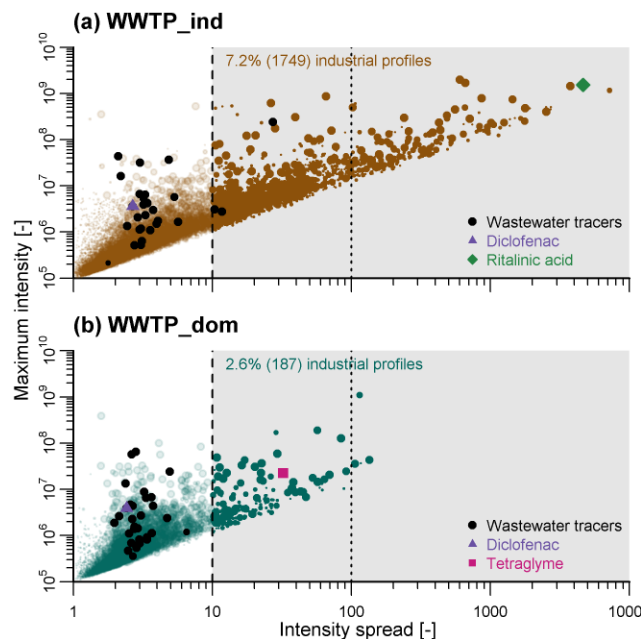 (a) WWTP_ind
7.2% (1749) industrial profiles
10^10
10^9
10^8
10^7
10^6
10^5
Wastewater tracers
Diclofenac
Ritalinic acid
(b) WWTP_dom
2.6% (187) industrial profiles
10^10
10^9
10^8
10^7
10^6
10^5
Wastewater tracers
Diclofenac
Tetraglyme
Maximum intensity [-]
1 10 100 1000 10000
Intensity spread [-]